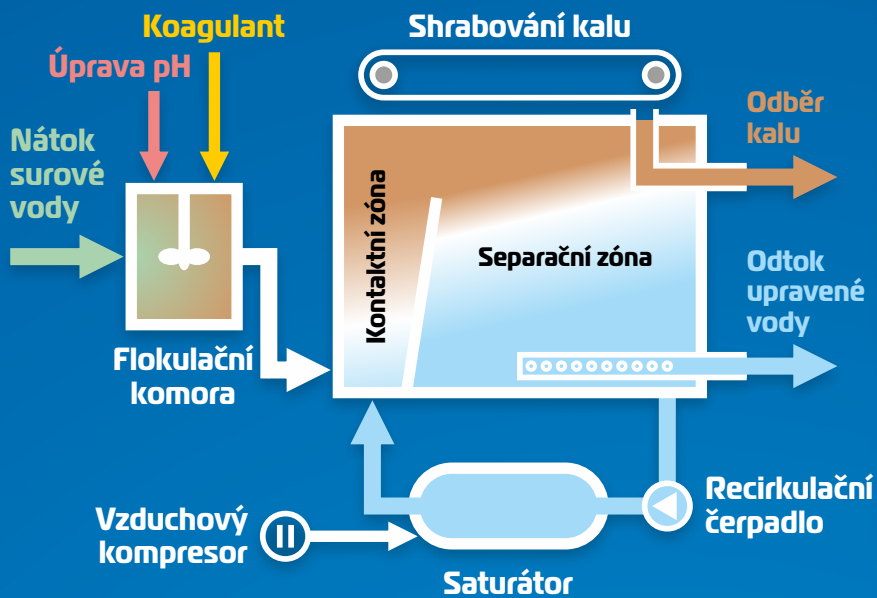 Koagulant
Shrabování kalu
Úprava pH
Odběr
kalu
Nátok
surové
vody
Kontaktní zóna
Separační zóna
Odtok
upravené
vody
Flokulační
komora
Recirkulační
čerpadlo
Vzduchový
kompresor
Saturátor